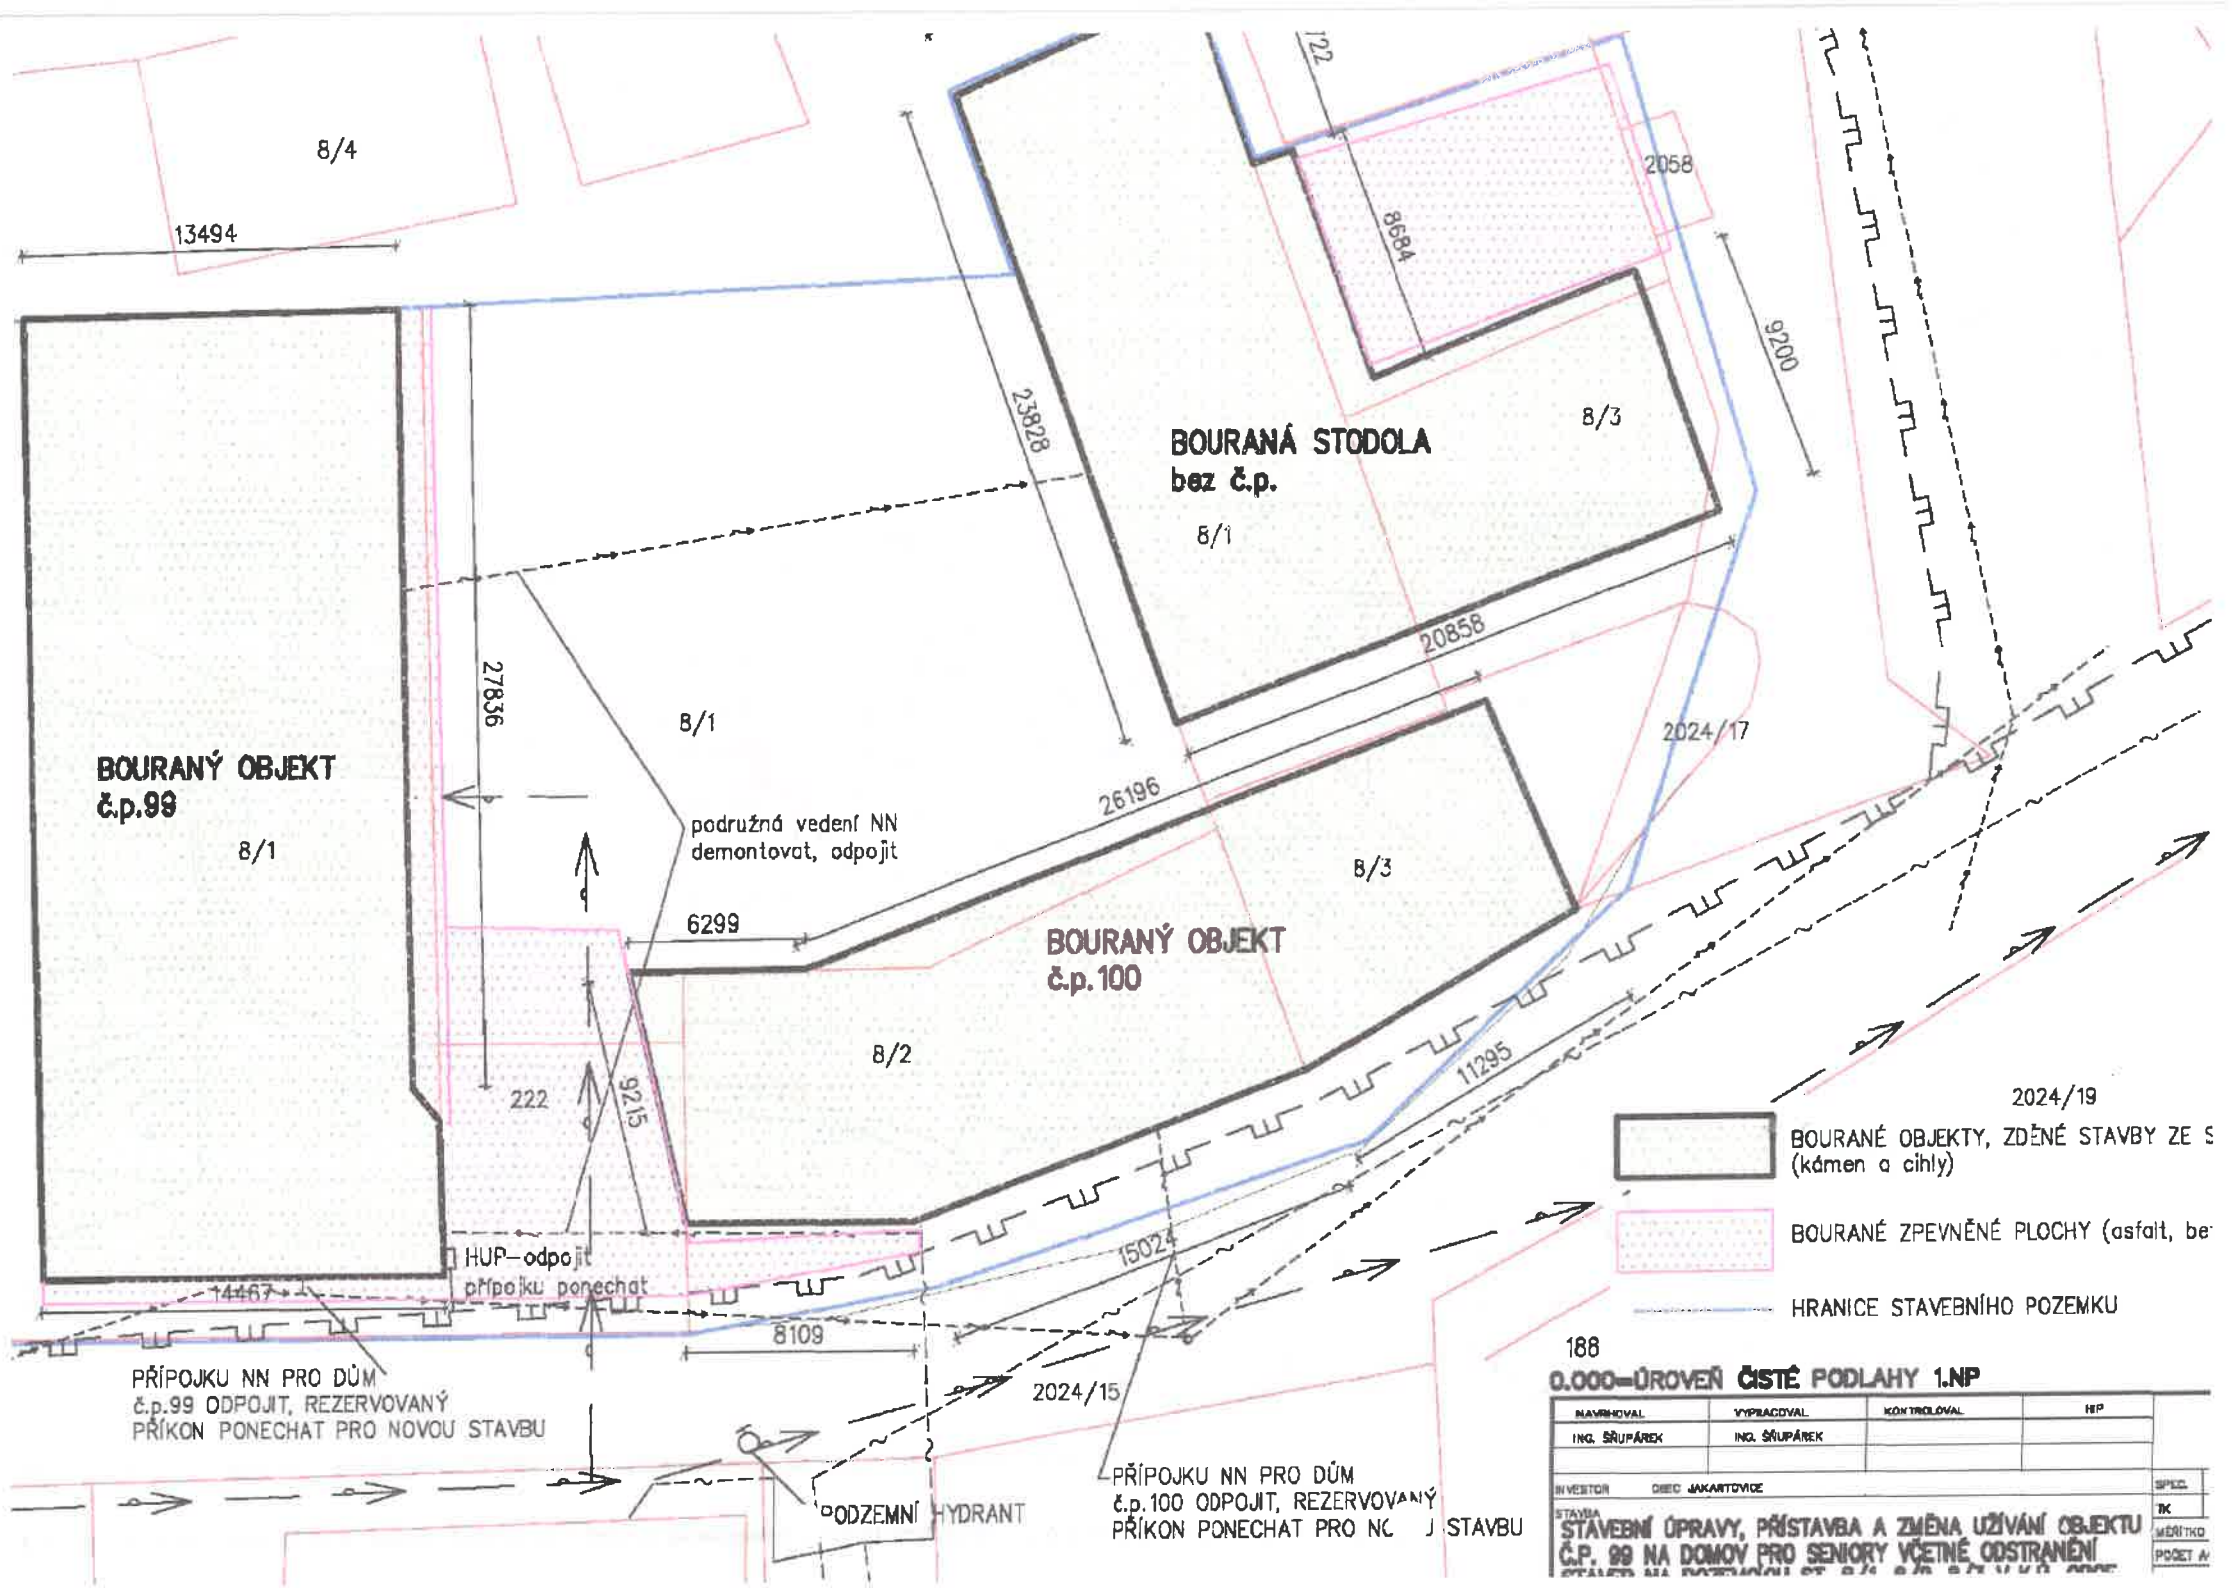 8/4
13494
722
2058
8684
9200
23828
BOURANÁ STODOLA
bez č.p.
8/3
8/1
20858
27836
8/1
2024/17
BOURANÝ OBJEKT
č.p.99
8/1
26196
podružná vedení NN
demontovat, odpojit
8/3
6299
BOURANÝ OBJEKT
č.p.100
8/2
222
9215
11295
2024/19
BOURANÉ OBJEKTY, ZDĚNÉ STAVBY ZE
(kámen a cihly)
BOURANÉ ZPEVNĚNÉ PLOCHY (asfalt,
HRANICE STAVEBNÍHO POZEMKU
HUP-odpojit
přípojku ponechat
14467
15024
8109
188
0.000=ÚROVEŇ ČISTÉ PODLAHY 1.NP
PŘÍPOJKU NN PRO DŮM
č.p.99 ODPOJIT, REZERVOVANÝ
PŘÍKON PONECHAT PRO NOVOU STAVBU
2024/15
NAVRHOVAL VYPRACOVAL KONTROLOVAL HIP
ING. ŠŇUPÁREK ING. ŠŇUPÁREK
PŘÍPOJKU NN PRO DŮM
č.p.100 ODPOJIT, REZERVOVANÝ
PŘÍKON PONECHAT PRO STAVBU
ODZEMNÍ HYDRANT
INVESTOR OBEC JAKARTOVICE
SPEC.
STAVBA
STAVEBNÍ ÚPRAVY, PŘÍSTAVBA A ZMĚNA UŽÍVÁNÍ OBJEKTU
Č.P. 99 NA DOMOV PRO SENIORY VČETNĚ ODSTRANĚNÍ
MĚŘÍTKO
POČET